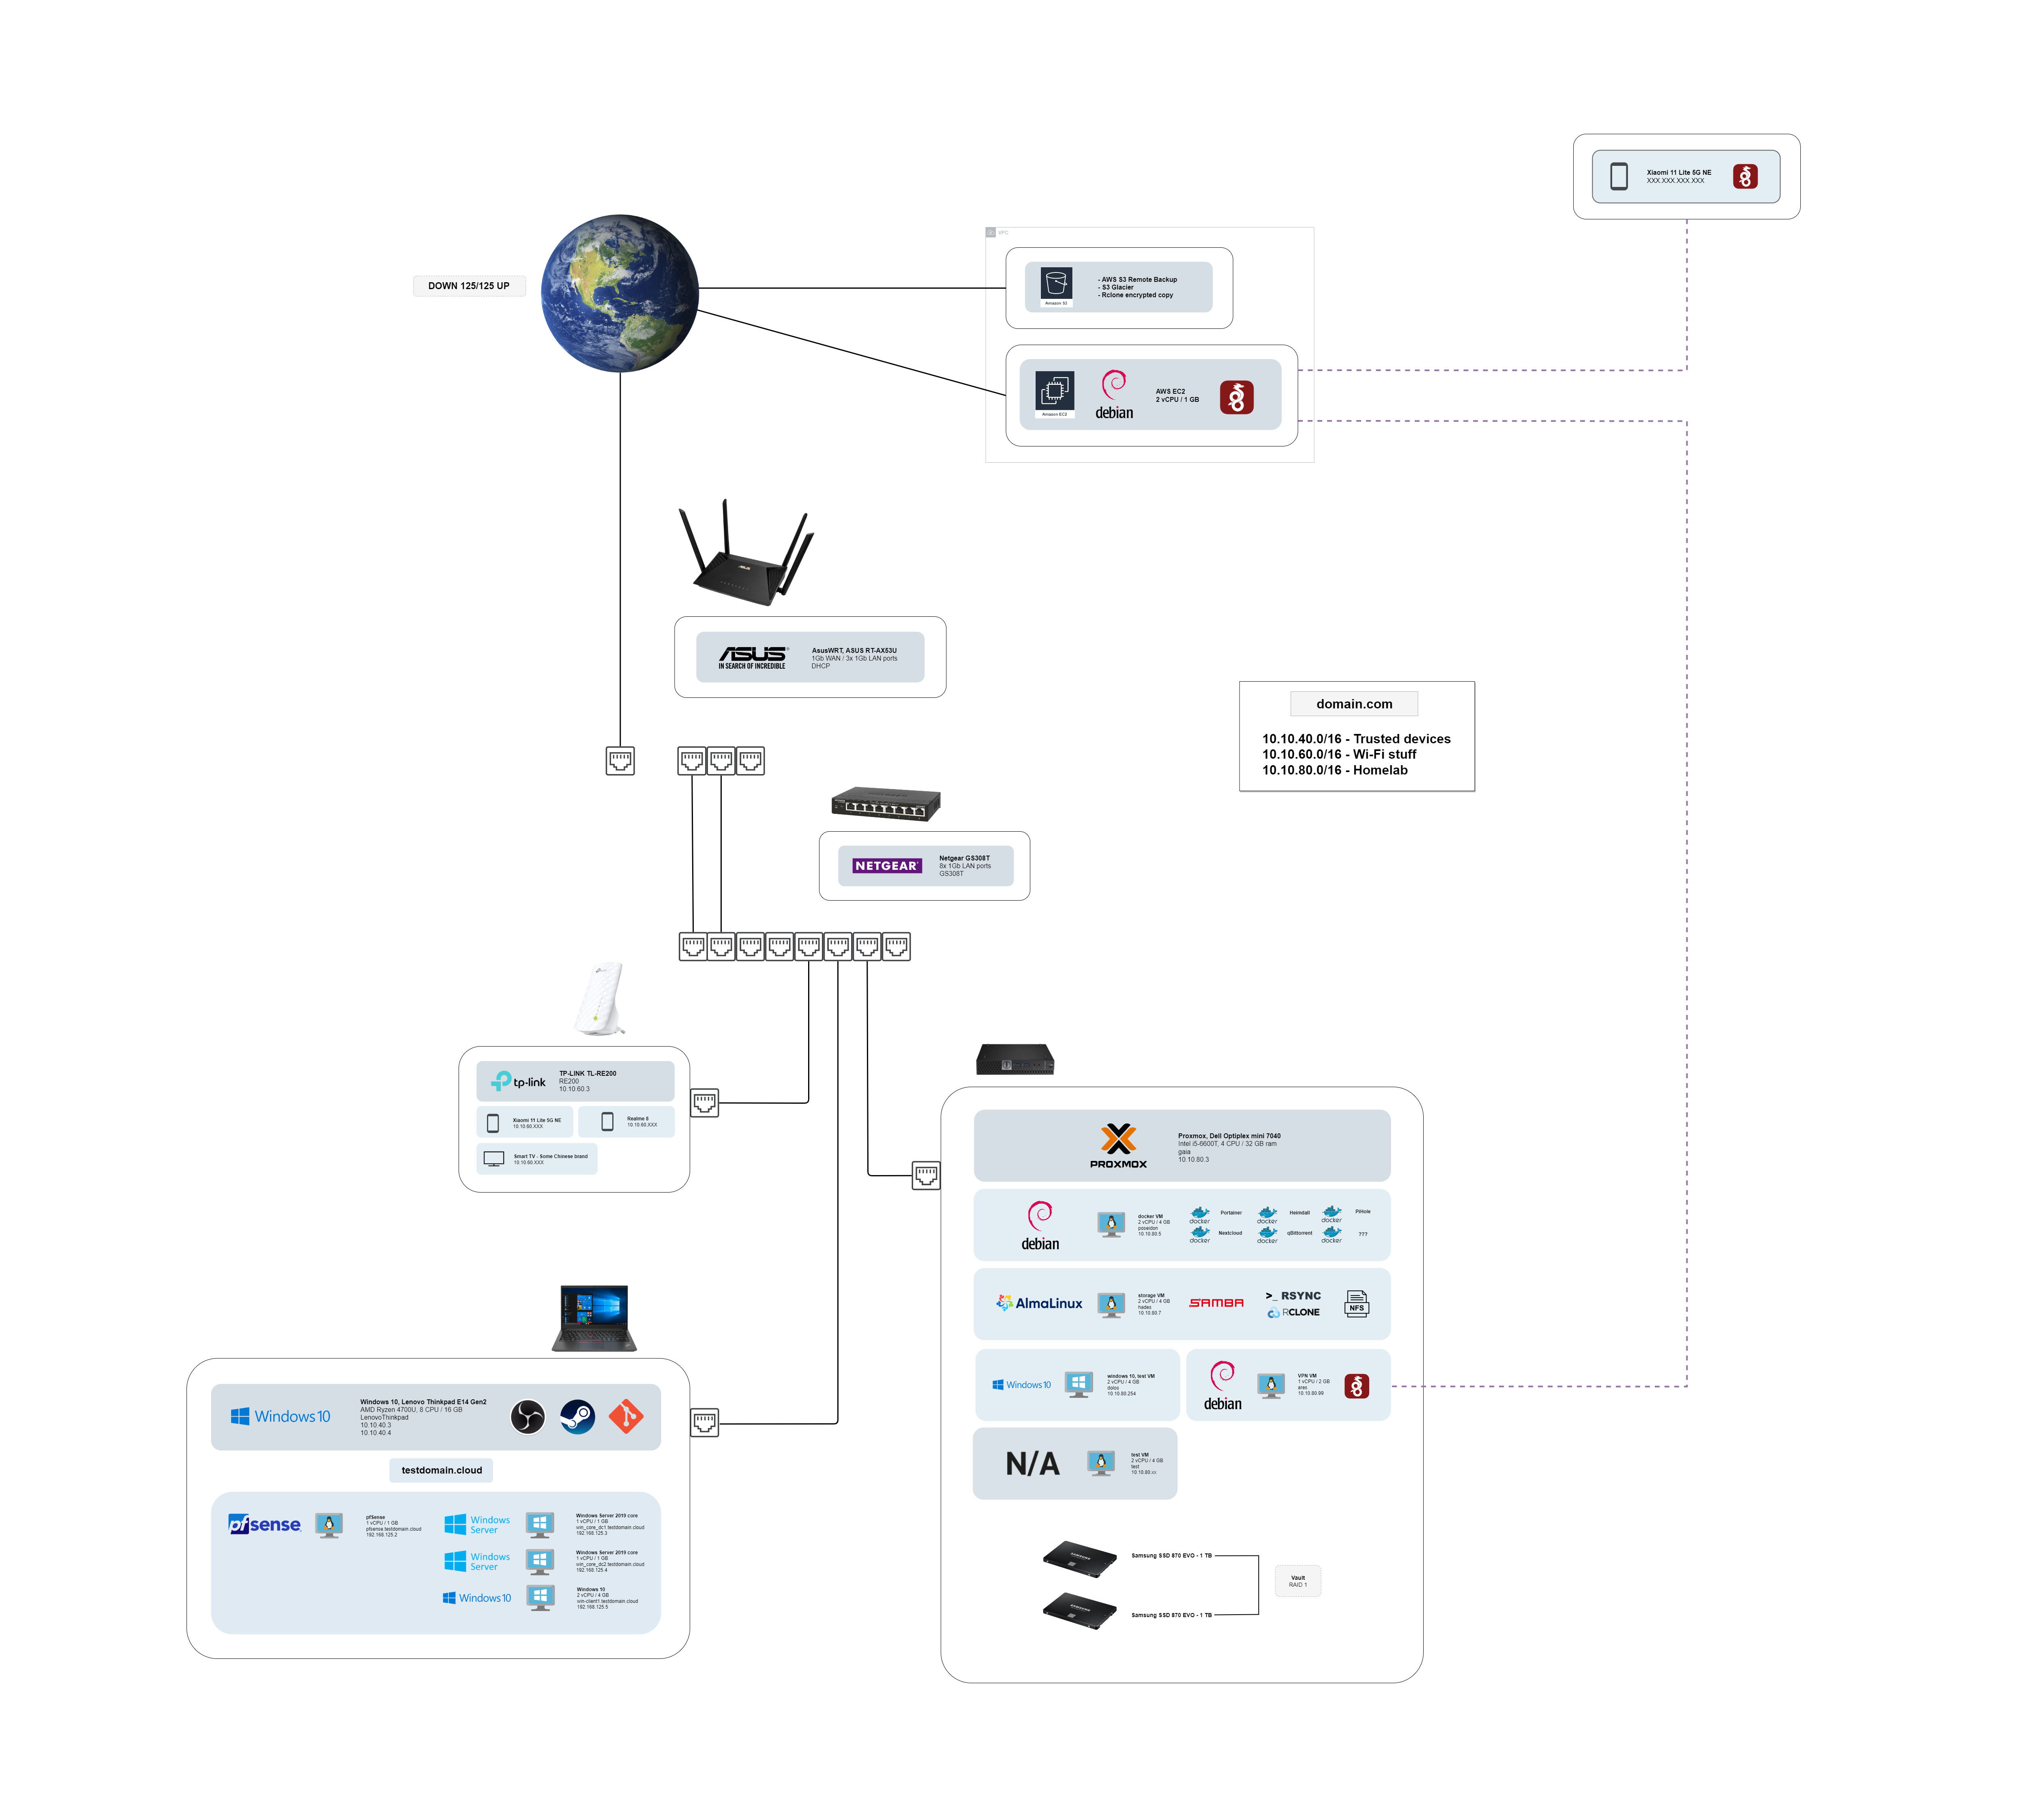 Xiaomi 11 Lite 5G NE
XXX.XXX.XXX.XXX
DOWN 125/125 UP
VPC
Amazon S3
- AWS S3 Remote Backup
- S3 Glacier
- Rclone encrypted copy
Amazon EC2
debian
AWS EC2
2 vCPU / 1 GB
ASUS
IN SEARCH OF INCREDIBLE
AsusWRT, ASUS RT-AX53U
1Gb WAN / 3x 1Gb LAN ports
DHCP
domain.com
10.10.40.0/16 - Trusted devices
10.10.60.0/16 - Wi-Fi stuff
10.10.80.0/16 - Homelab
NETGEAR
Netgear GS308T
8x 1Gb LAN ports
GS308T
tp-link
TP-LINK TL-RE200
RE200
10.10.60.3
Xiaomi 11 Lite 5G NE
10.10.60.XXX
Realme 8
10.10.60.XXX
Smart TV - Some Chinese brand
10.10.60.XXX
PROXMOX
Proxmox, Dell Optiplex mini 7040
Intel i5-6600T, 4 CPU / 32 GB ram
gaia
10.10.80.3
debian
docker VM
2 vCPU / 4 GB
poseidon
10.10.80.5
docker
Portainer
docker
Heimdall
docker
PiHole
docker
Nextcloud
docker
qBittorrent
docker
???
AlmaLinux
storage VM
2 vCPU / 4 GB
hades
10.10.80.7
SAMBA
>_ RSYNC
RCLONE
NFS
Windows 10
windows 10, test VM
2 vCPU / 4 GB
dolos
10.10.80.254
debian
VPN VM
1 vCPU / 2 GB
ares
10.10.80.99
N/A
test VM
2 vCPU / 4 GB
test
10.10.80.xx
SAMSUNG
Samsung SSD 870 EVO - 1 TB
SAMSUNG
Samsung SSD 870 EVO - 1 TB
Vault
RAID 1
Windows 10
Windows 10, Lenovo Thinkpad E14 Gen2
AMD Ryzen 4700U, 8 CPU / 16 GB
LenovoThinkpad
10.10.40.3
10.10.40.4
testdomain.cloud
pfsense
pfSense
1 vCPU / 1 GB
pfsense.testdomain.cloud
192.168.125.2
Windows
Server
Windows Server 2019 core
1 vCPU / 1 GB
win_core_dc1.testdomain.cloud
192.168.125.3
Windows
Server
Windows Server 2019 core
1 vCPU / 1 GB
win_core_dc2.testdomain.cloud
192.168.125.4
Windows 10
Windows 10
2 vCPU / 4 GB
win-client1.testdomain.cloud
192.168.125.5